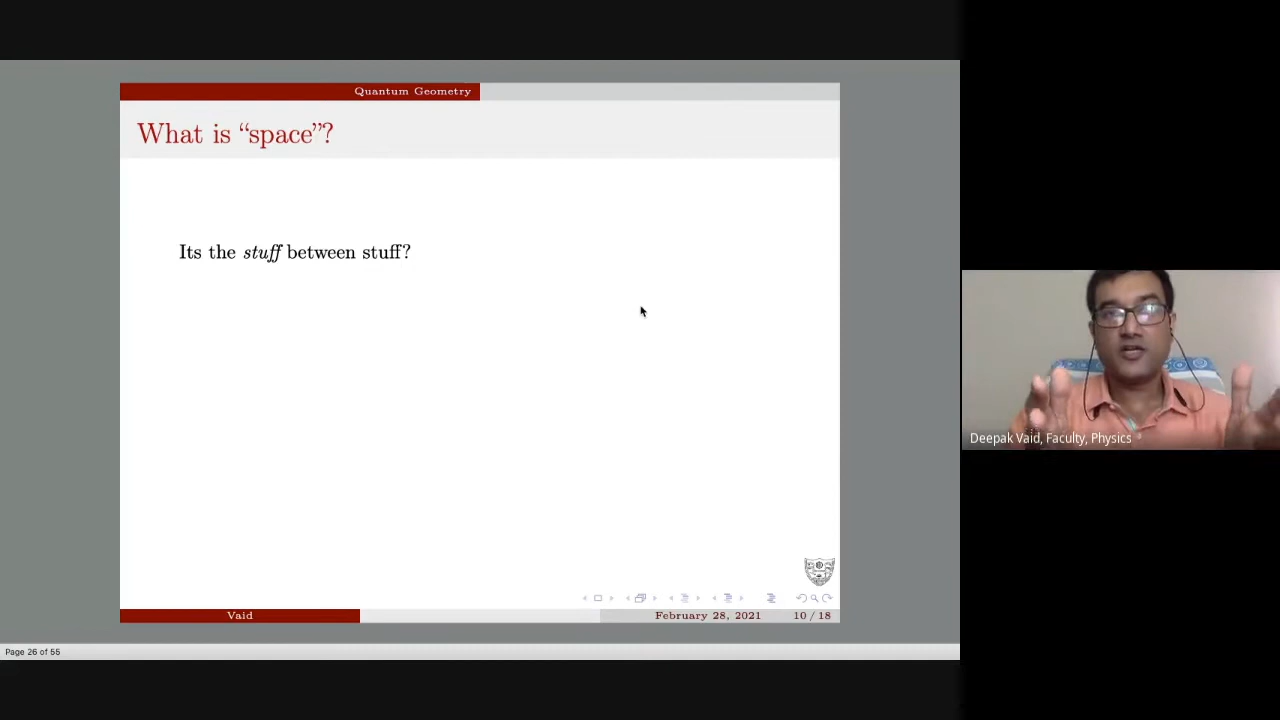 Quantum Geometry
What is “space”?
Its the stuff between stuff?
Vaid
February 28, 2021
10 / 18
Page 26 of 55
Deepak Vaid, Faculty, Physics